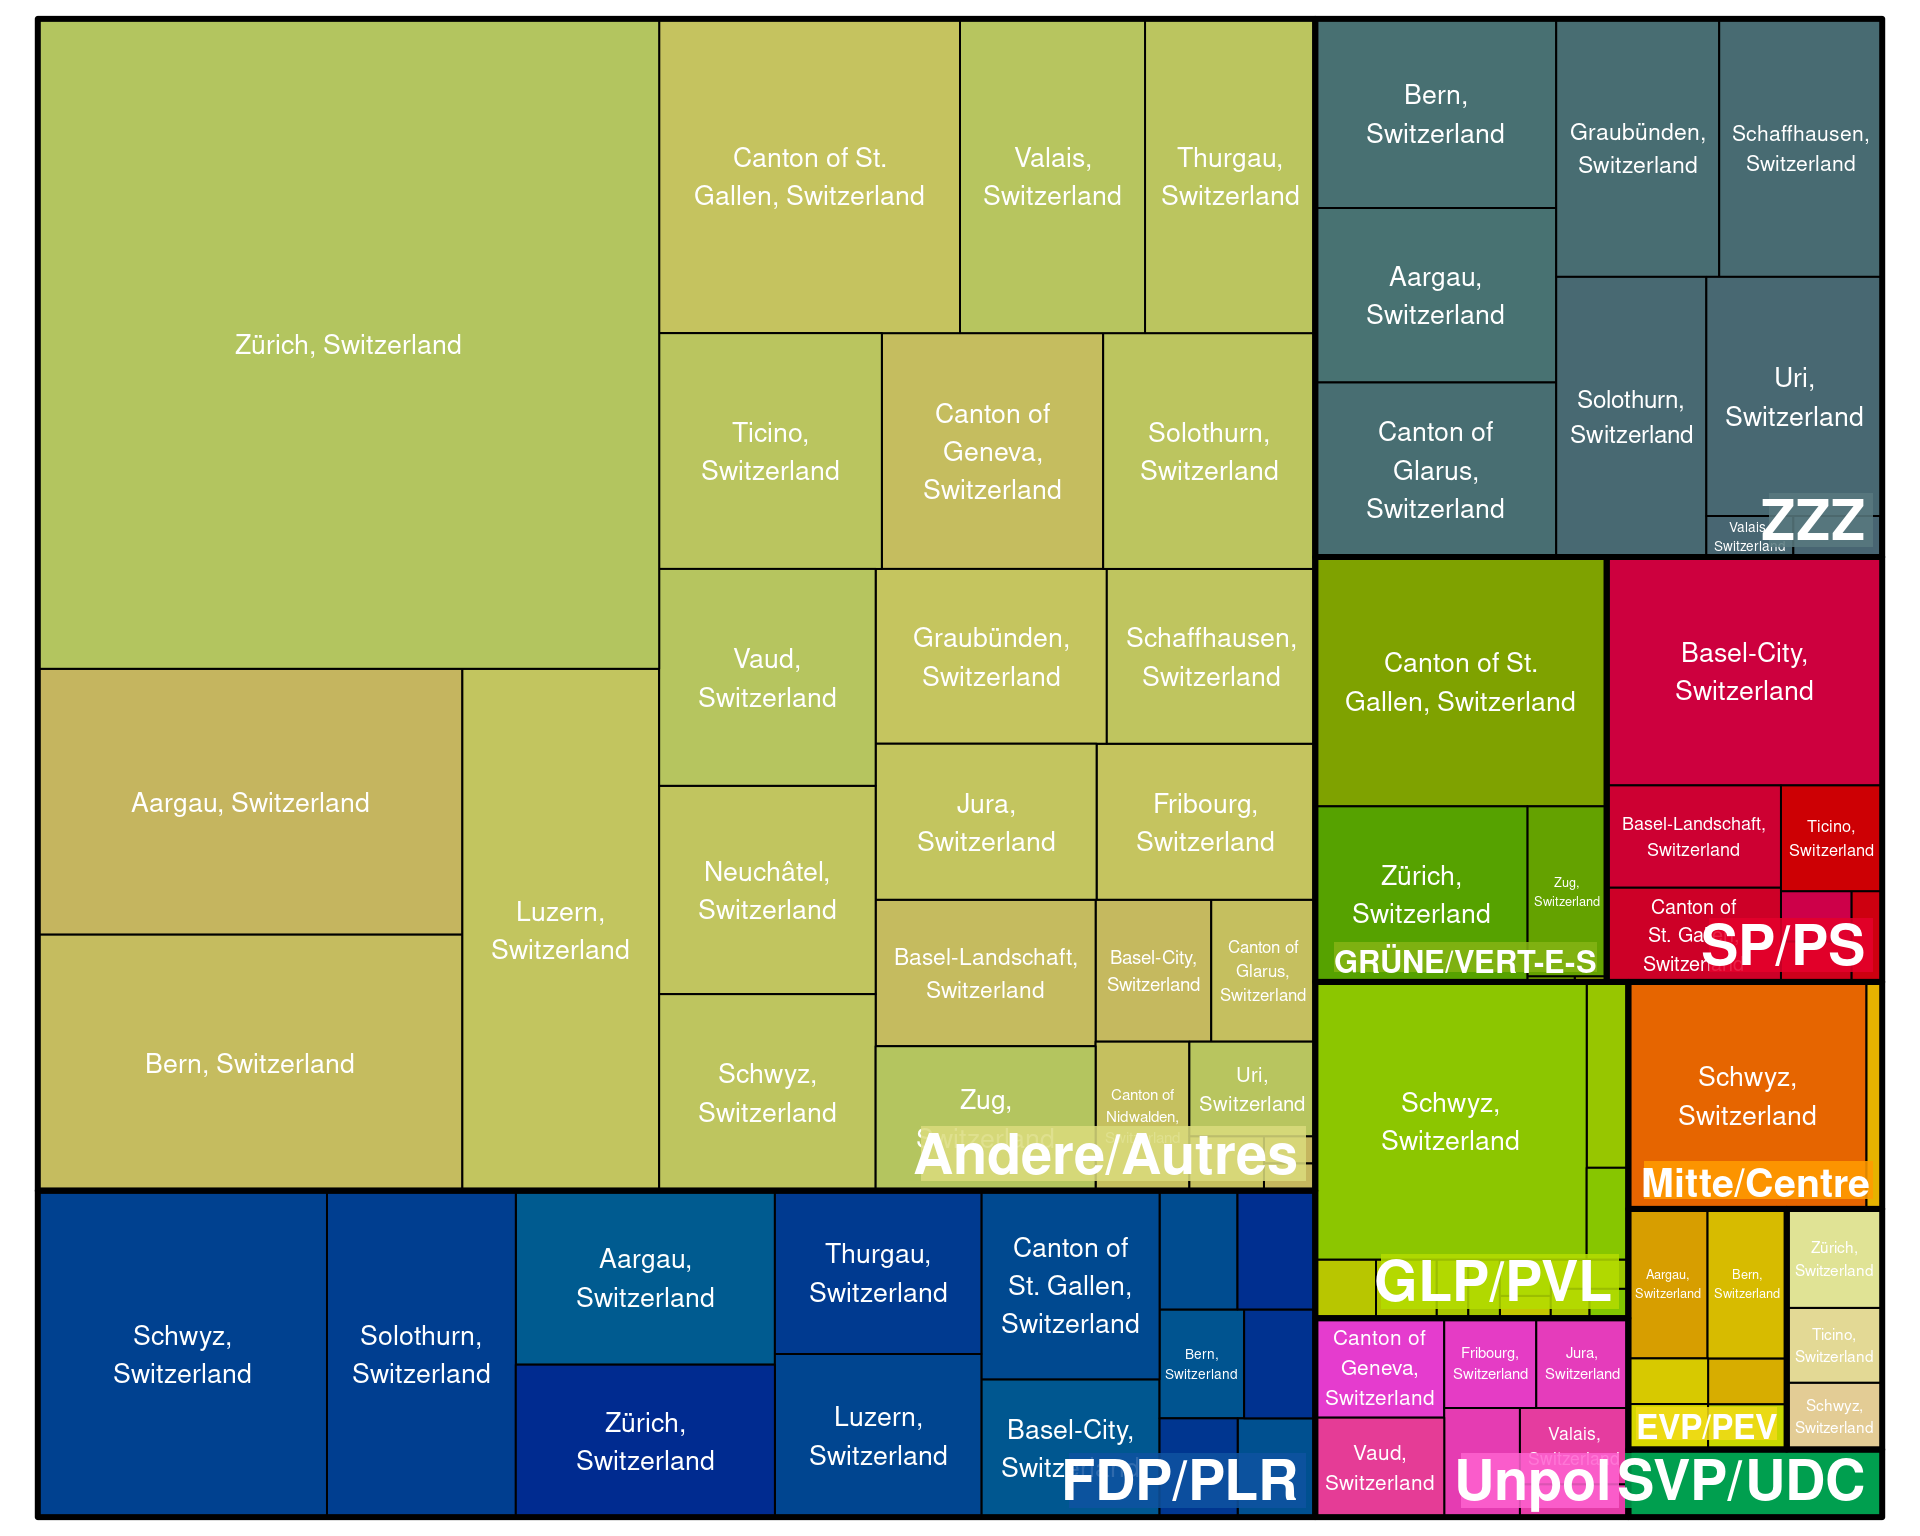 Zürich, Switzerland
Canton of St.
Gallen, Switzerland
Valais,
Switzerland
Thurgau,
Switzerland
Ticino,
Switzerland
Canton of
Geneva,
Switzerland
Solothurn,
Switzerland
Vaud,
Switzerland
Graubünden,
Switzerland
Schaffhausen,
Switzerland
Aargau, Switzerland
Luzern,
Switzerland
Bern, Switzerland
Neuchâtel,
Switzerland
Jura,
Switzerland
Fribourg,
Switzerland
Basel-Landschaft,
Switzerland
Basel-City,
Switzerland
Canton of
Glarus,
Switzerland
Schwyz,
Switzerland
Zug,
Switzerland
Canton of
Nidwalden,
Switzerland
Uri,
Switzerland
Andere/Autres
Bern,
Switzerland
Graubünden,
Switzerland
Schaffhausen,
Switzerland
Aargau,
Switzerland
Canton of
Glarus,
Switzerland
Solothurn,
Switzerland
Uri,
Switzerland
Valais,
Switzerland
ZZZ
Canton of St.
Gallen, Switzerland
Zürich,
Switzerland
Zug,
Switzerland
GRÜNE/VERT-E-S
Basel-City,
Switzerland
Basel-Landschaft,
Switzerland
Ticino,
Switzerland
Canton of
St. Gallen,
Switzerland
SP/PS
Schwyz,
Switzerland
GLP/PVL
Schwyz,
Switzerland
Mitte/Centre
Aargau,
Switzerland
Bern,
Switzerland
EVP/PEV
Zürich,
Switzerland
Ticino,
Switzerland
Schwyz,
Switzerland
Schwyz,
Switzerland
Solothurn,
Switzerland
Aargau,
Switzerland
Zürich,
Switzerland
Thurgau,
Switzerland
Luzern,
Switzerland
Canton of
St. Gallen,
Switzerland
Basel-City,
Switzerland
Bern,
Switzerland
FDP/PLR
Canton of
Geneva,
Switzerland
Fribourg,
Switzerland
Jura,
Switzerland
Vaud,
Switzerland
Valais,
Switzerland
Unpol
SVP/UDC